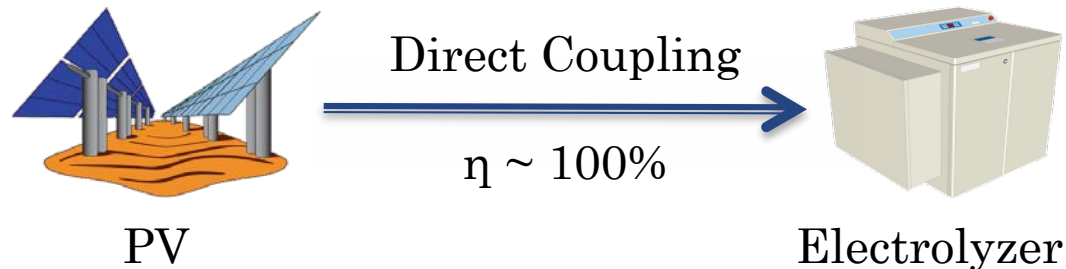 Direct Coupling
η ~ 100%
PV
Electrolyzer